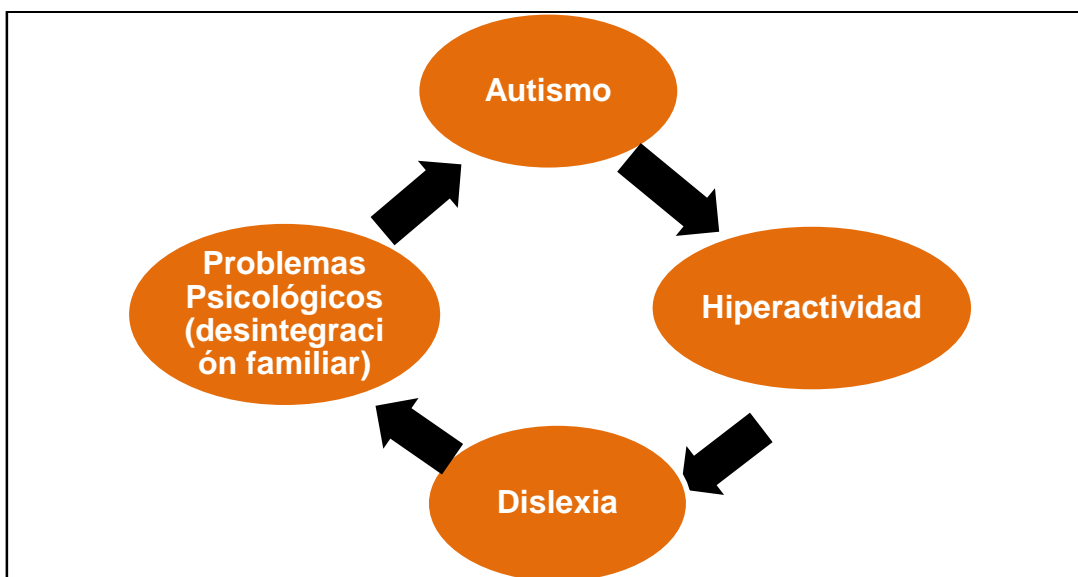 Autismo
Hiperactividad
Dislexia
Problemas
Psicológicos
(desintegraci
ón familiar)